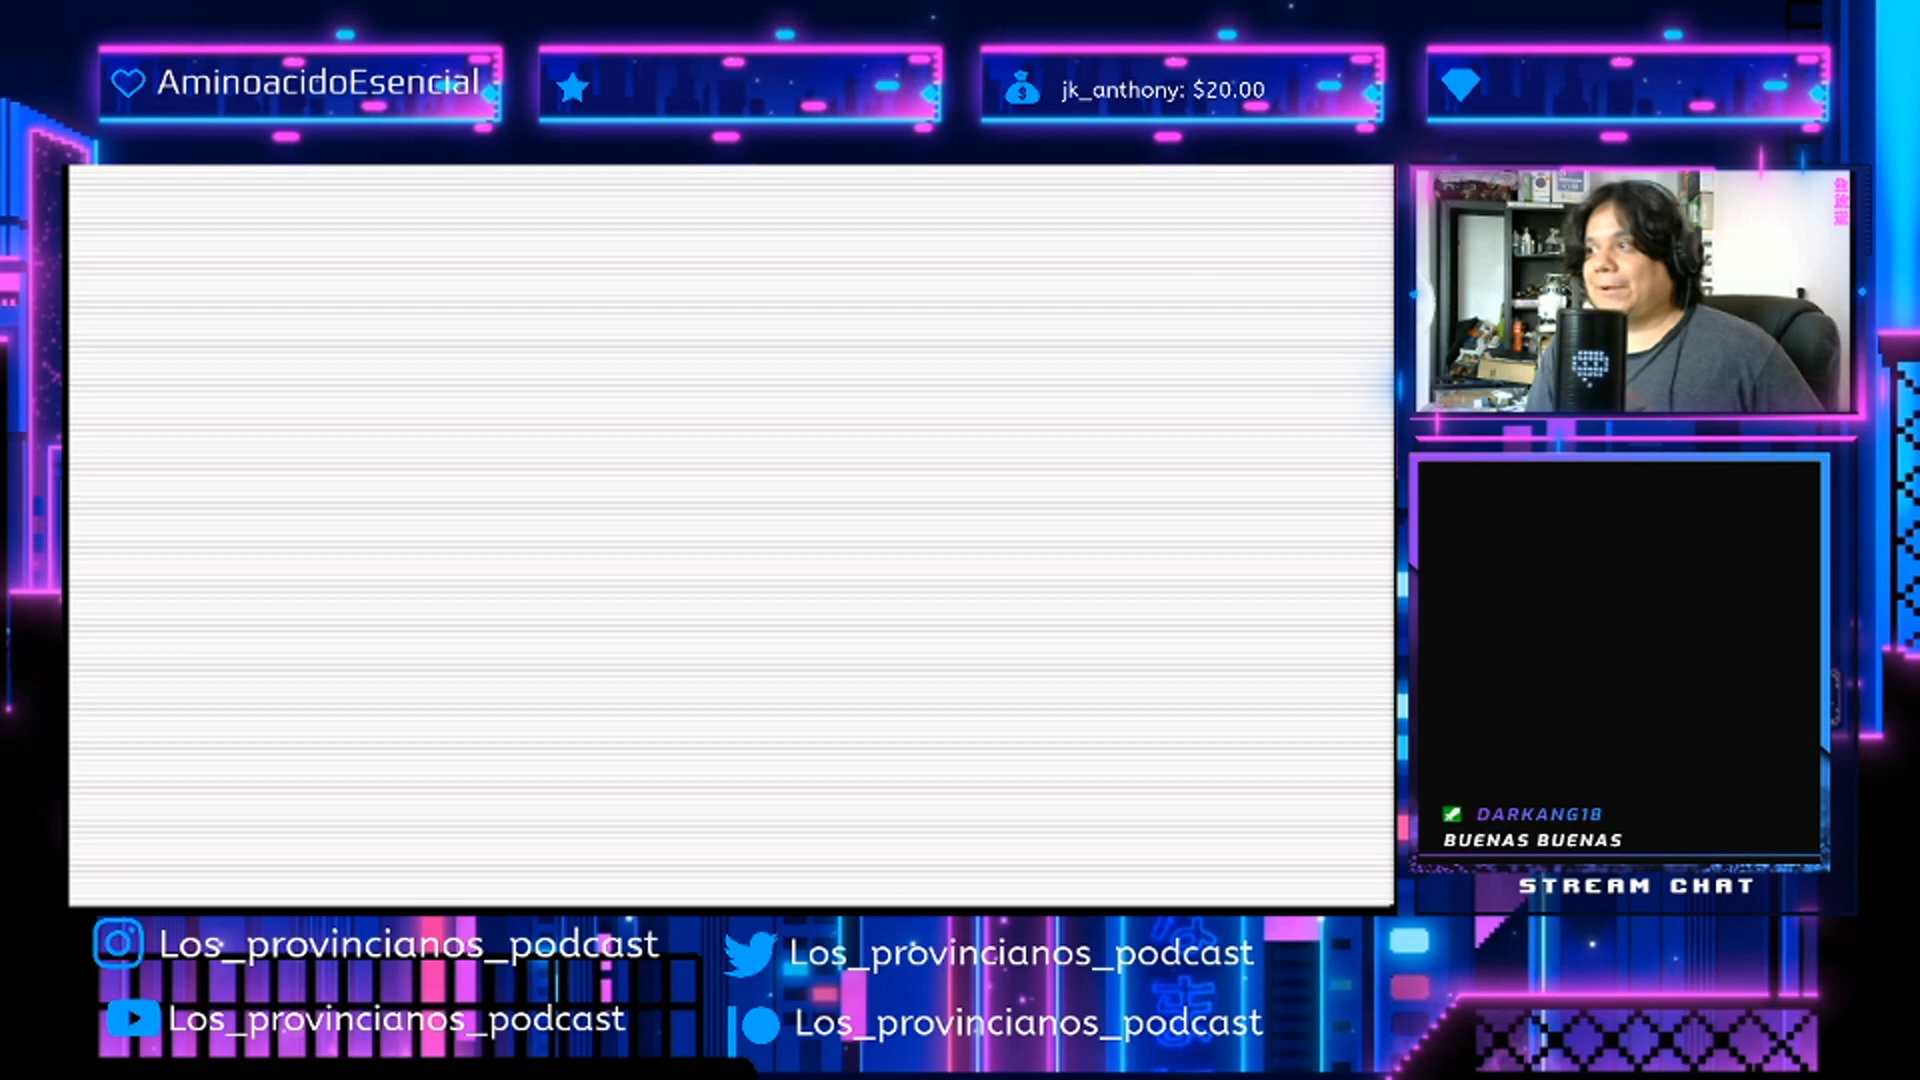 AminoacidoEsencial
jk_anthony: $20.00
DARKANG18
BUENAS BUENAS
STREAM CHAT
Los_provincianos_podcast
Los_provincianos_podcast
Los_provincianos_podcast
Los_provincianos_podcast